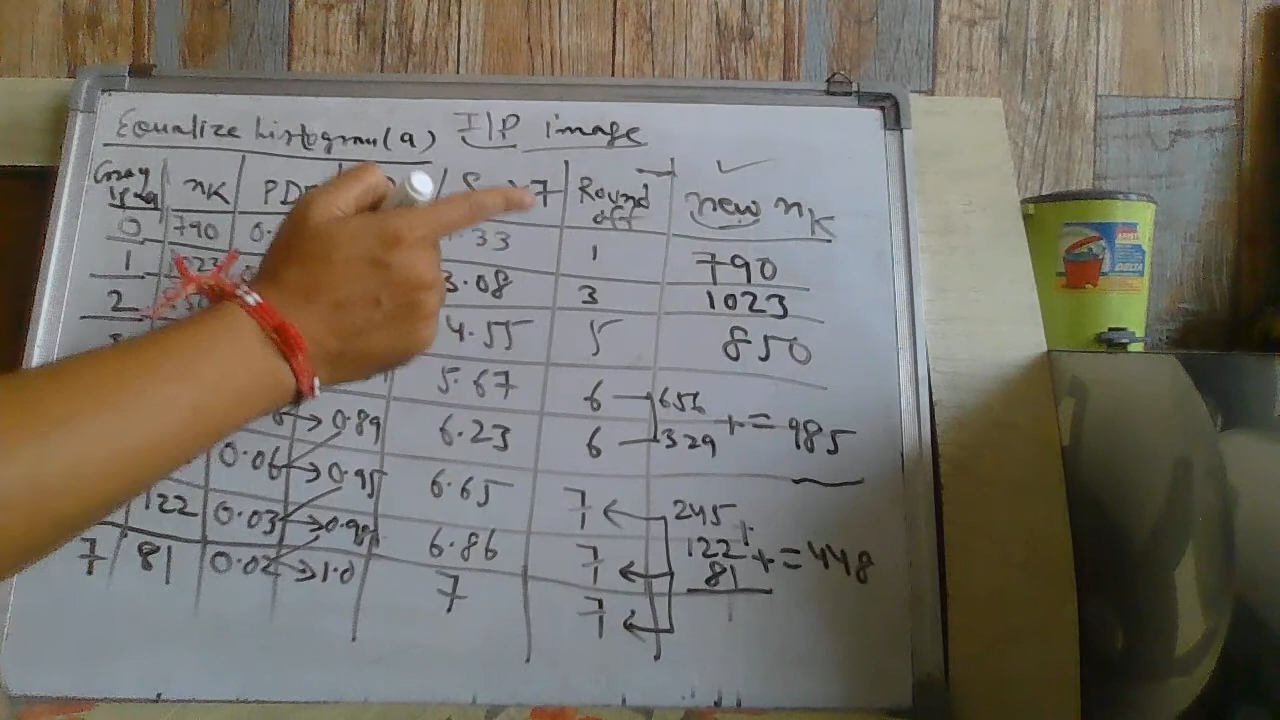 Equalize histogram(a) I/P image
Gray nK PD S ×7 Round off new nK
0 790 0. .33 1 790
1 023 3.08 3 1023
2 4.55 5 850
5.67 6 656
0.89 6.23 6 329 + = 985
0.06 0.95 6.65 7 245
122 0.03 0.98 6.86 7 122 + = 448
7 81 0.02 1.0 7 7 81